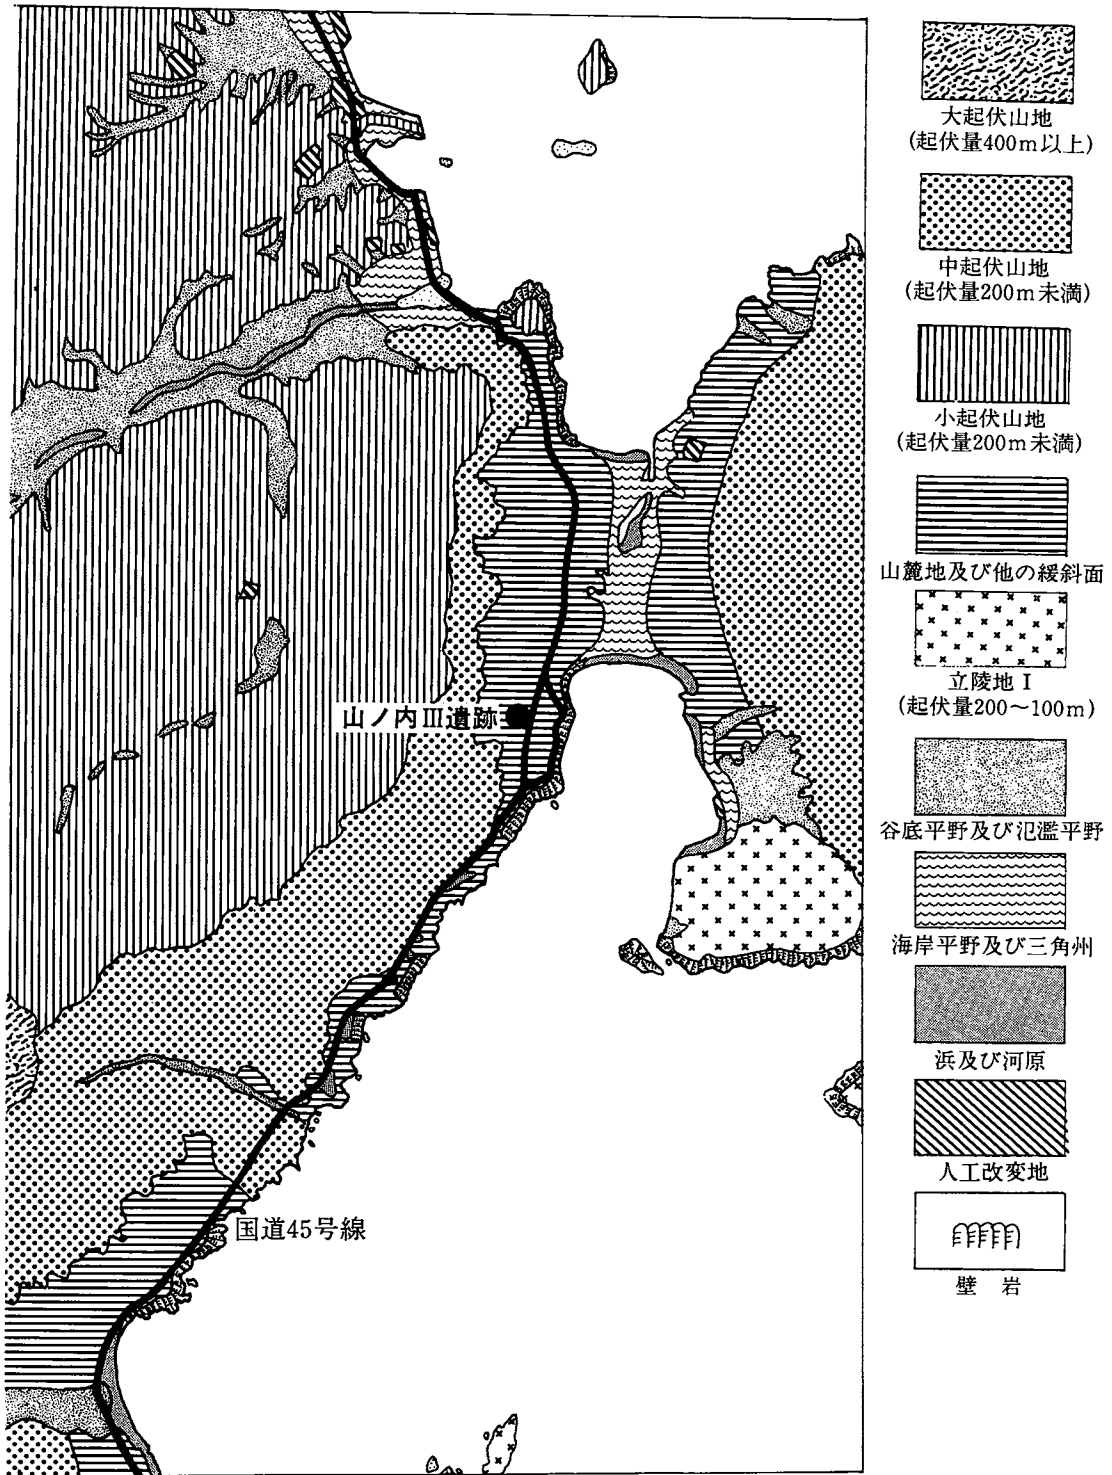 大起伏山地
(起伏量400m以上)
中起伏山地
(起伏量200m未満)
小起伏山地
(起伏量200m未満)
山麓地及び他の緩斜面
立陵地Ⅰ
(起伏量200〜100m)
谷底平野及び氾濫平野
海岸平野及び三角州
浜及び河原
人工改変地
壁岩
山ノ内Ⅲ遺跡
国道45号線